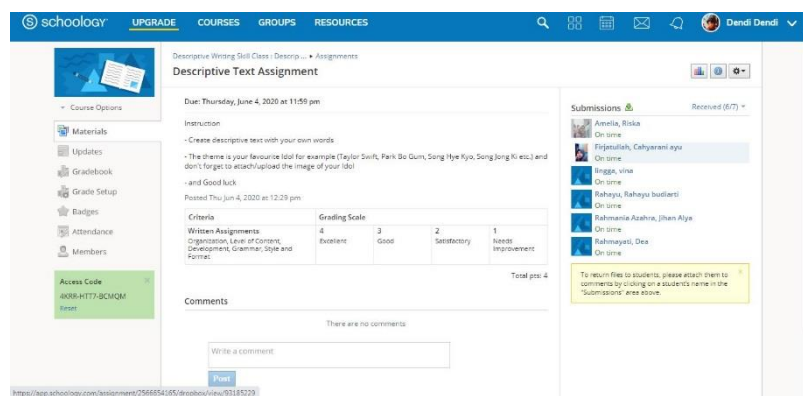 schoology
UPGRADE COURSES GROUPS RESOURCES
Dendi Dendi
Descriptive Writing Skill Class : Descrip ... ▸ Assignments
Descriptive Text Assignment
Course Options
Materials
Updates
Gradebook
Grade Setup
Badges
Attendance
Members
Access Code
4KRR-HT77-BCMQM
Reset
Due: Thursday, June 4, 2020 at 11:59 pm
Instruction
- Create descriptive text with your own words
- The theme is your favourite Idol for example (Taylor Swift, Park Bo Gum, Song Hye Kyo, Song Jong Ki etc.) and
don't forget to attach/upload the image of your Idol
- and Good luck
Posted Thu Jun 4, 2020 at 12:29 pm
Criteria Grading Scale
Written Assignments 4 3 2 1
Organization, Level of Content, Excellent Good Satisfactory Needs
Development, Grammar, Style and Improvement
Format
Total pts: 4
Comments
There are no comments
Write a comment
Post
Submissions Received (6/7)
Amelia, Riska
On time
Firjatullah, Cahyarani ayu
On time
lingga, vina
On time
Rahayu, Rahayu budiarti
On time
Rahmania Azahra, Jihan Alya
On time
Rahmayati, Dea
On time
To return files to students, please attach them to
comments by clicking on a student's name in the
"Submissions" area above.
https://app.schoology.com/assignment/2566654165/dropbox/view/93185229